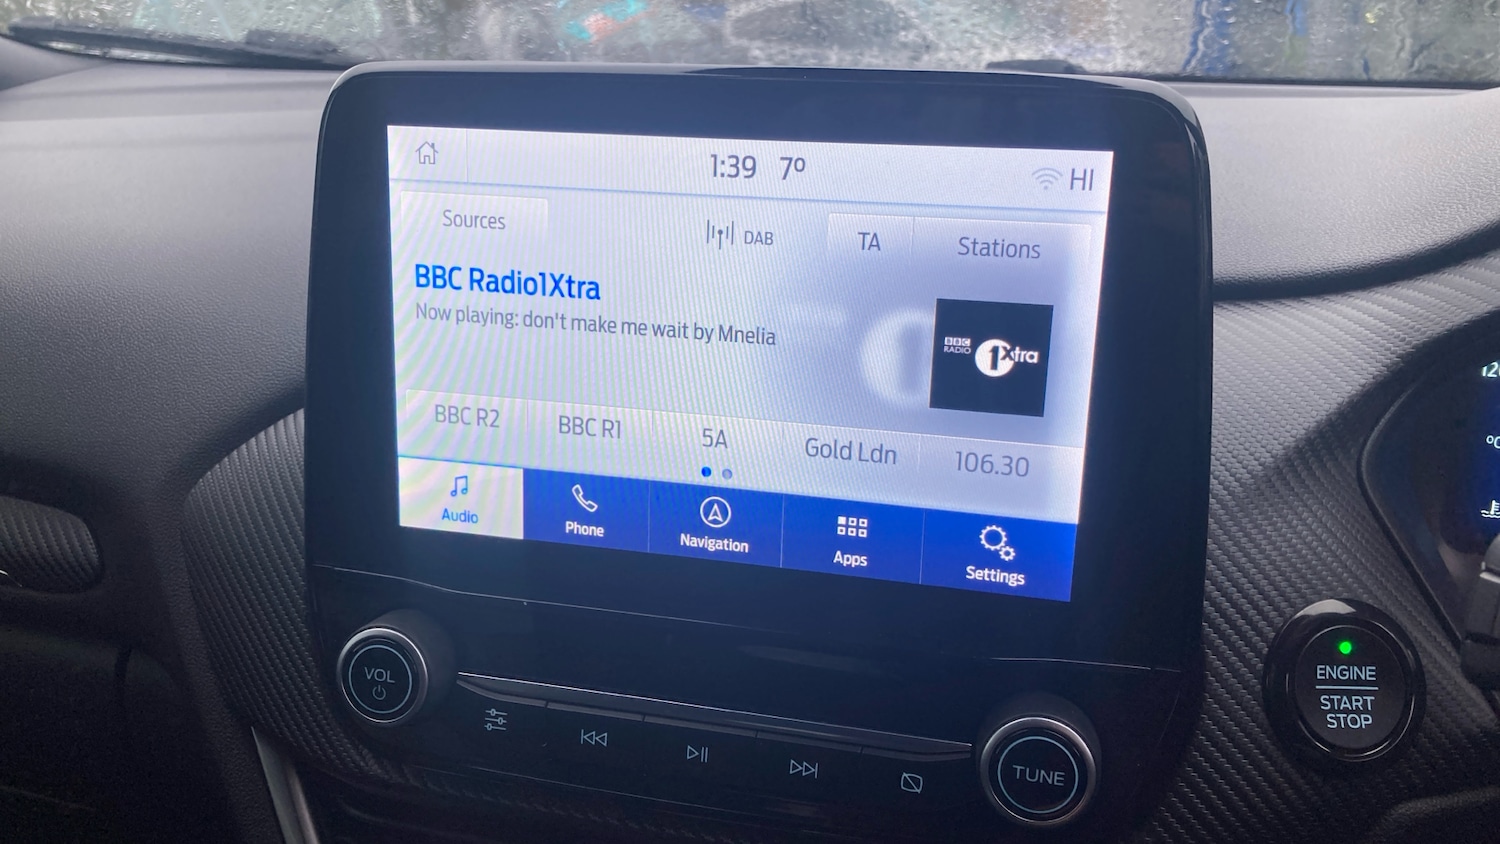 1:39 7º
HI
Sources
DAB
TA
Stations
BBC Radio1Xtra
Now playing: don't make me wait by Mnelia
BBC
RADIO
1Xtra
BBC R2
BBC R1
5A
Gold Ldn
106.30
Audio
Phone
Navigation
Apps
Settings
VOL
TUNE
ENGINE
START
STOP